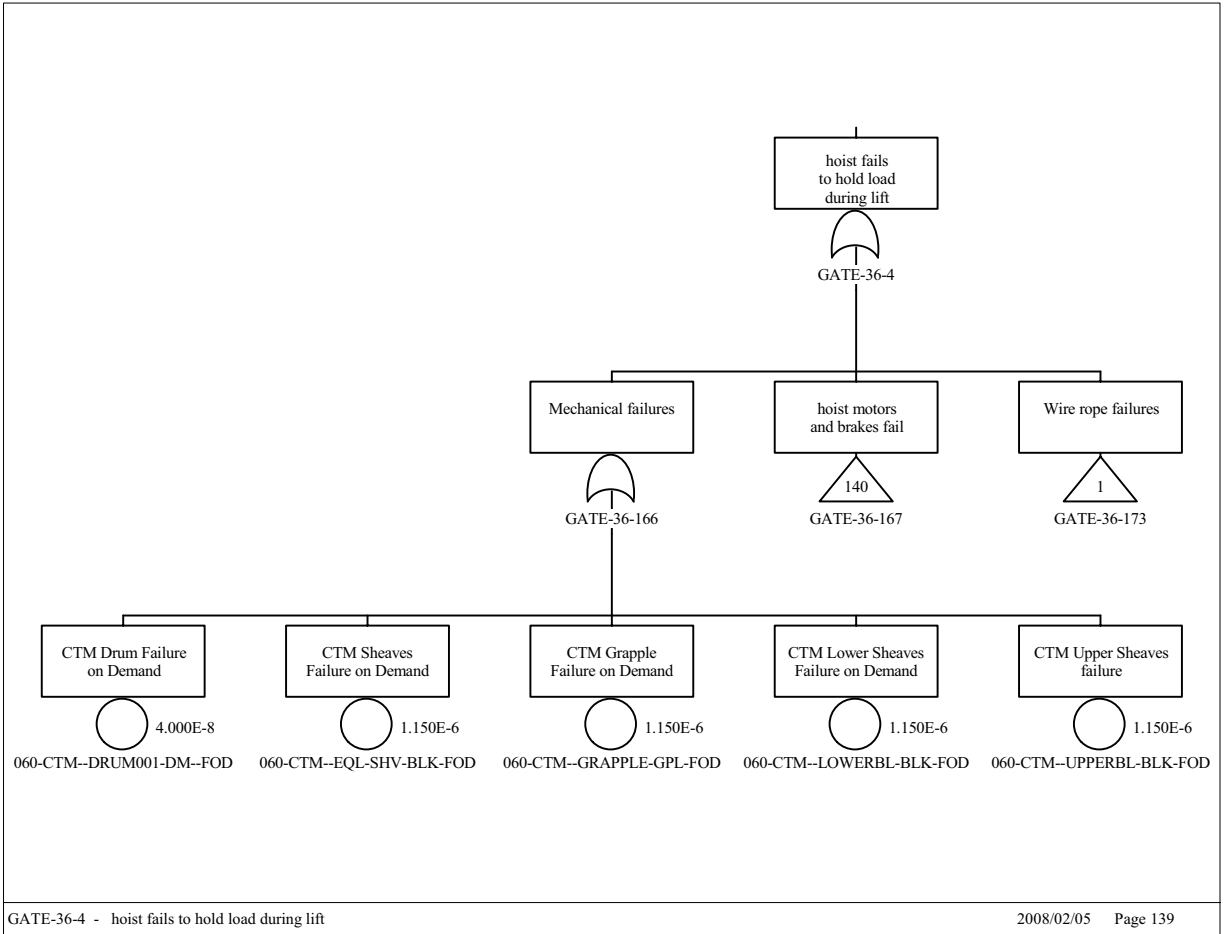 hoist fails
to hold load
during lift
GATE-36-4
Mechanical failures
hoist motors
and brakes fail
Wire rope failures
140
1
GATE-36-166
GATE-36-167
GATE-36-173
CTM Drum Failure
on Demand
CTM Sheaves
Failure on Demand
CTM Grapple
Failure on Demand
CTM Lower Sheaves
Failure on Demand
CTM Upper Sheaves
failure
4.000E-8
1.150E-6
1.150E-6
1.150E-6
1.150E-6
060-CTM--DRUM001-DM--FOD
060-CTM--EQL-SHV-BLK-FOD
060-CTM--GRAPPLE-GPL-FOD
060-CTM--LOWERBL-BLK-FOD
060-CTM--UPPERBL-BLK-FOD
GATE-36-4 - hoist fails to hold load during lift
2008/02/05 Page 139